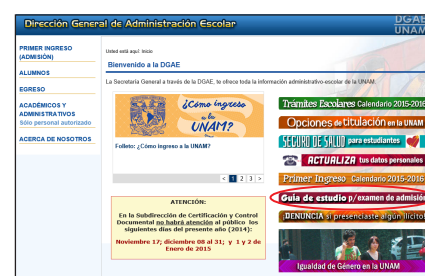 Dirección General de Administración Escolar
DGAE
UNAM
PRIMER INGRESO
(ADMISIÓN)
ALUMNOS
EGRESO
ACADÉMICOS Y
ADMINISTRATIVOS
Sólo personal autorizado
ACERCA DE NOSOTROS
Usted está aquí: Inicio
Bienvenido a la DGAE
La Secretaría General a través de la DGAE, te ofrece toda la información administrativo-escolar de la UNAM.
¿Cómo ingreso
a la
UNAM?
Folleto: ¿Cómo ingreso a la UNAM?
< 1 2 3 >
ATENCIÓN:
En la Subdirección de Certificación y Control
Documental no habrá atención al público los
siguientes días del presente año (2014):
Noviembre 17; diciembre 08 al 31; y 1 y 2 de
Enero de 2015
Trámites Escolares Calendario 2015-2016
Opciones de titulación en la UNAM
SEGURO DE SALUD para estudiantes
ACTUALIZA tus datos personales
Primer Ingreso Calendario 2015-2016
Guía de estudio p/examen de admisión
¡DENUNCIA si presenciaste algún ilícito!
Igualdad de Género en la UNAM